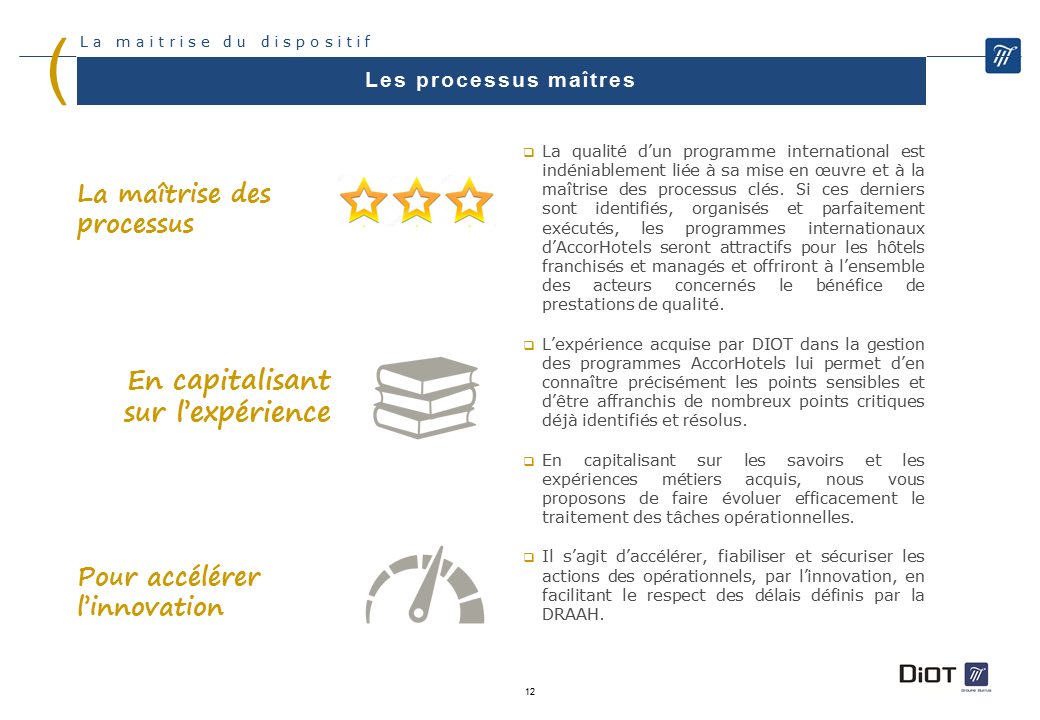 La maitrise du dispositif
Les processus maîtres
La maîtrise des
processus
La qualité d’un programme international est
indéniablement liée à sa mise en œuvre et à la
maîtrise des processus clés. Si ces derniers
sont identifiés, organisés et parfaitement
exécutés, les programmes internationaux
d’AccorHotels seront attractifs pour les hôtels
franchisés et managés et offriront à l’ensemble
des acteurs concernés le bénéfice de
prestations de qualité.
En capitalisant
sur l’expérience
L’expérience acquise par DIOT dans la gestion
des programmes AccorHotels lui permet d’en
connaître précisément les points sensibles et
d’être affranchis de nombreux points critiques
déjà identifiés et résolus.
En capitalisant sur les savoirs et les
expériences métiers acquis, nous vous
proposons de faire évoluer efficacement le
traitement des tâches opérationnelles.
Pour accélérer
l’innovation
Il s’agit d’accélérer, fiabiliser et sécuriser les
actions des opérationnels, par l’innovation, en
facilitant le respect des délais définis par la
DRAAH.
DiOT
Groupe Burrus
12